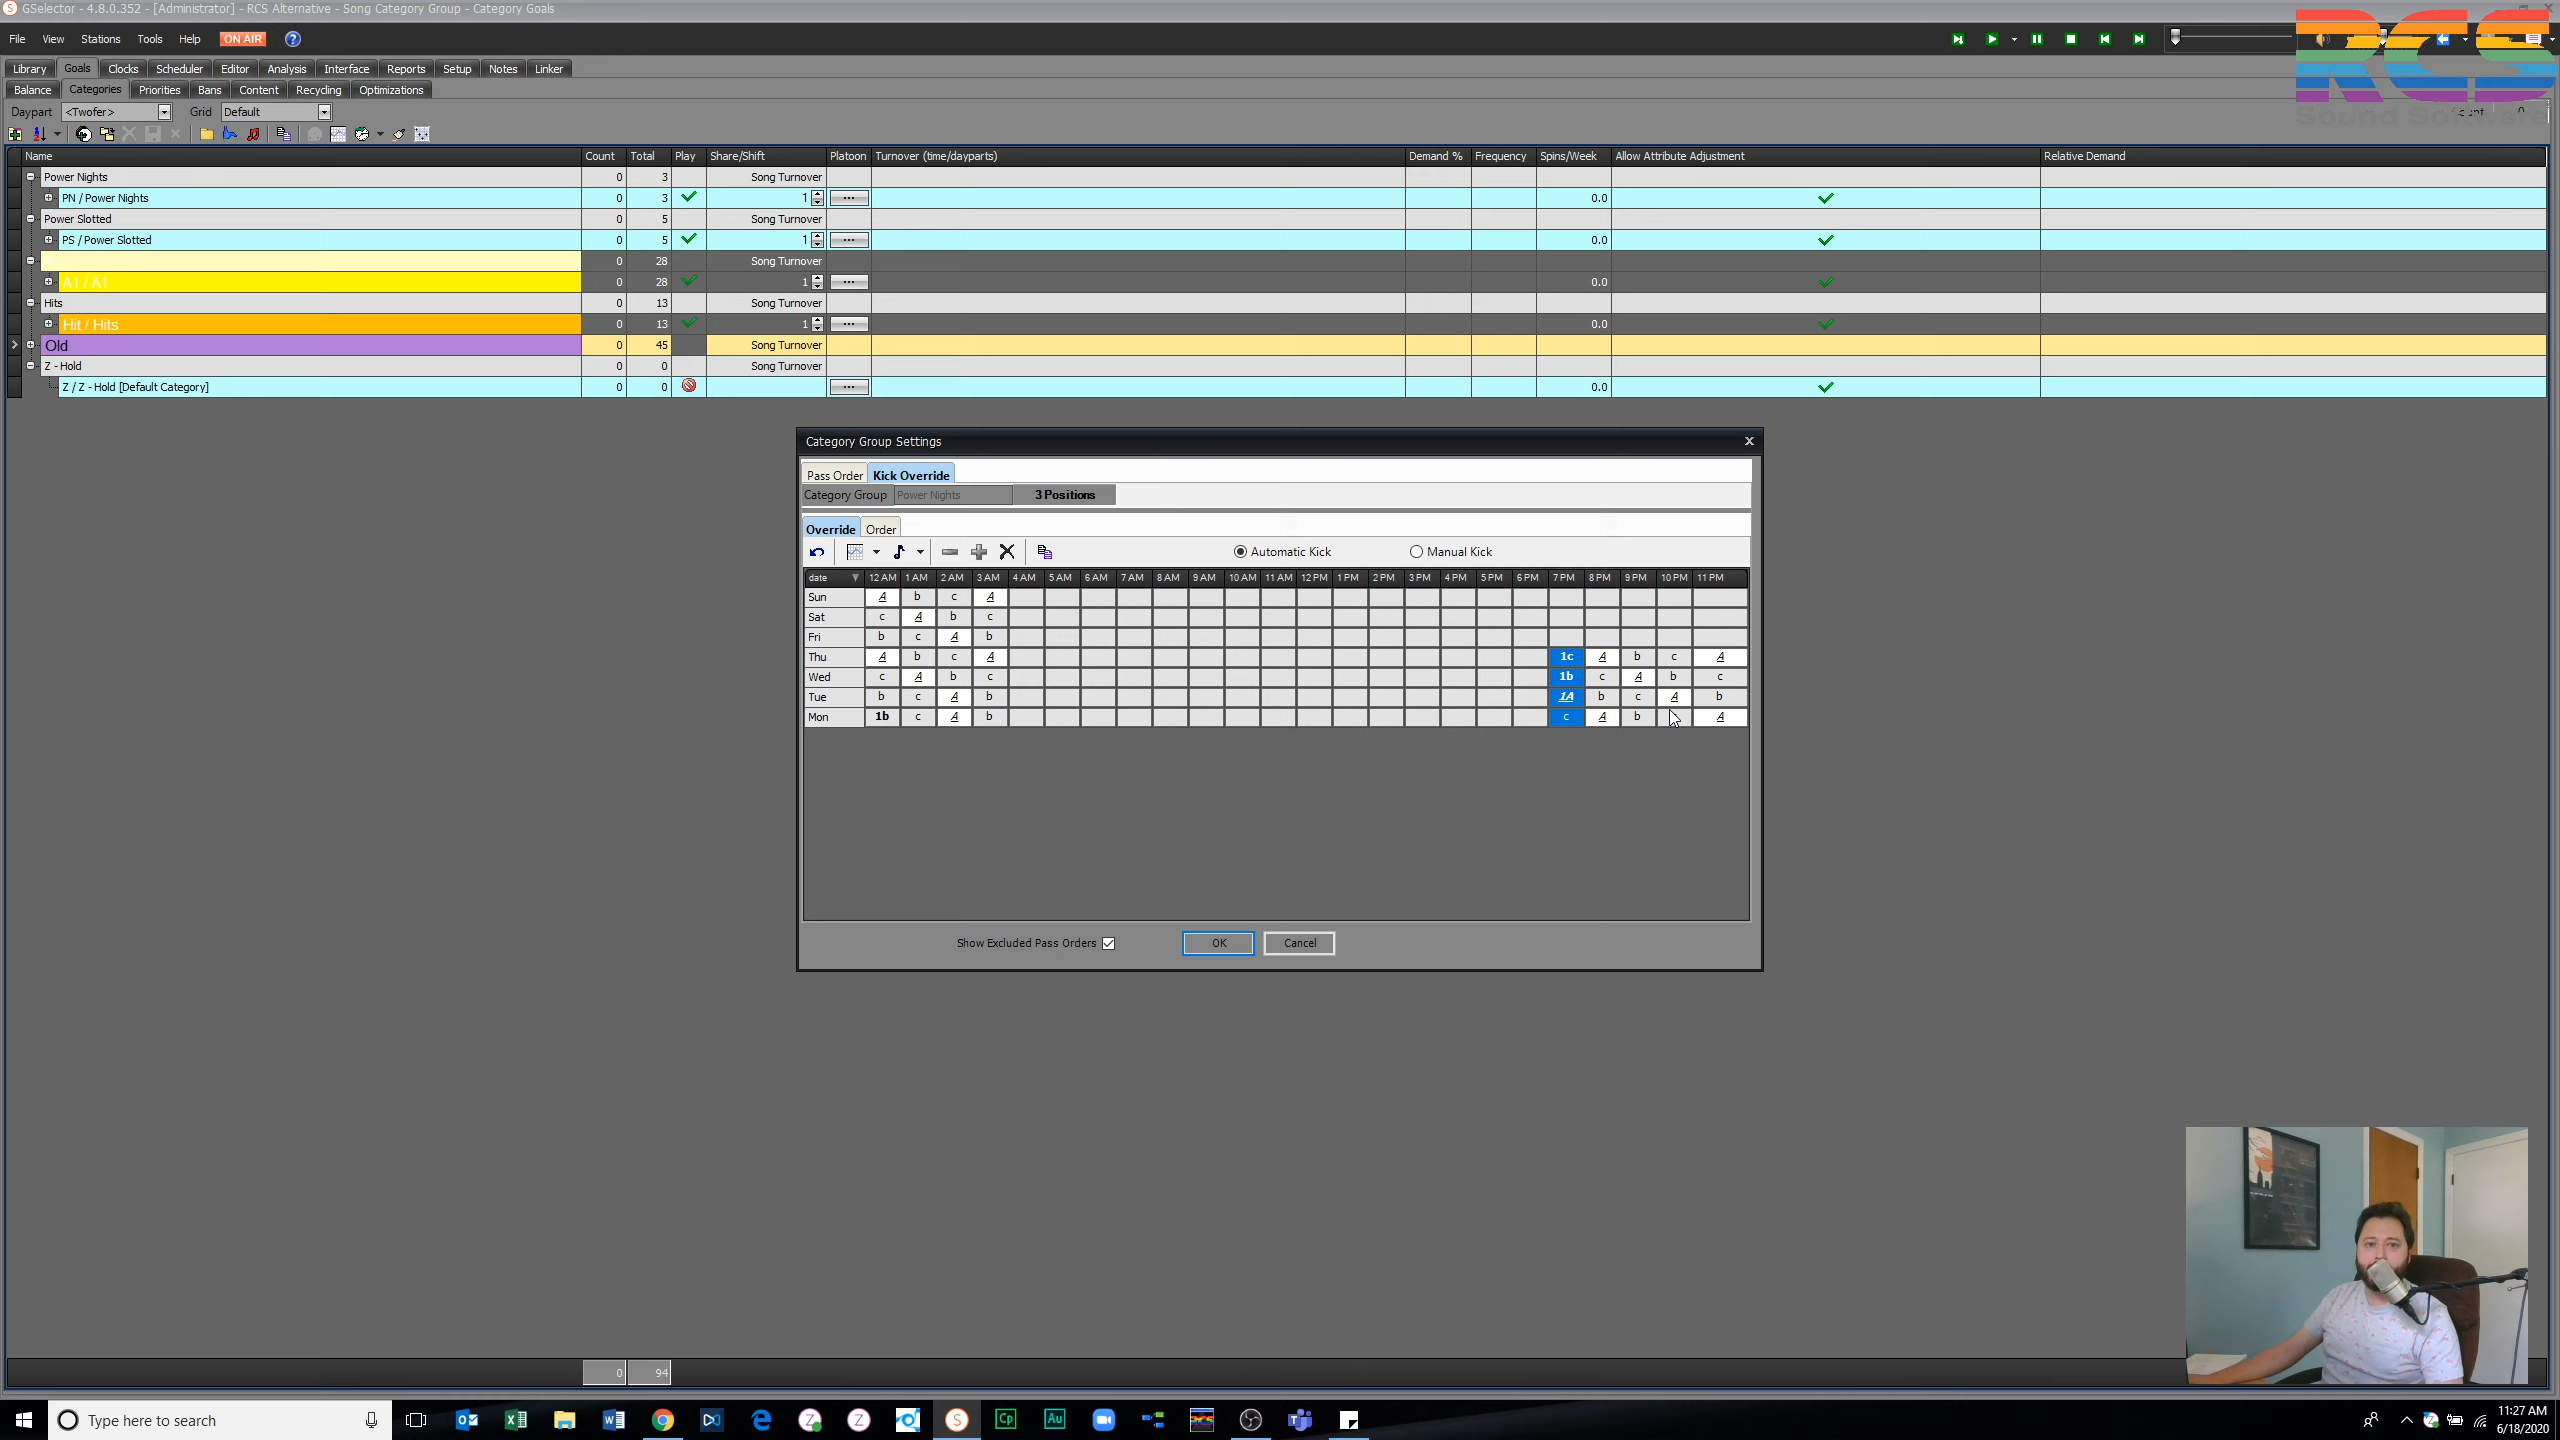 GSelector - 4.8.0.352 - [Administrator] - RCS Alternative - Song Category Group - Category Goals
File View Stations Tools Help ON AIR ?
RCS
Sound Software
Library Goals Clocks Scheduler Editor Analysis Interface Reports Setup Notes Linker
Balance Categories Priorities Bans Content Recycling Optimizations
Daypart <Twofer> Grid Default
Name Count Total Play Share/Shift Platoon Turnover (time/dayparts) Demand % Frequency Spins/Week Allow Attribute Adjustment Relative Demand
Power Nights 0 3 Song Turnover
PN / Power Nights 0 3 1 ... 0.0
Power Slotted 0 5 Song Turnover
PS / Power Slotted 0 5 1 ... 0.0
0 28 Song Turnover
A1 / A1 0 28 1 ... 0.0
Hits 0 13 Song Turnover
Hit / Hits 0 13 1 ... 0.0
Old 0 45 Song Turnover
Z - Hold 0 0 Song Turnover
Z / Z - Hold [Default Category] 0 0 ... 0.0
Category Group Settings x
Pass Order Kick Override
Category Group Power Nights 3 Positions
Override Order
Automatic Kick Manual Kick
date 12 AM 1 AM 2 AM 3 AM 4 AM 5 AM 6 AM 7 AM 8 AM 9 AM 10 AM 11 AM 12 PM 1 PM 2 PM 3 PM 4 PM 5 PM 6 PM 7 PM 8 PM 9 PM 10 PM 11 PM
Sun A b c A
Sat c A b c
Fri b c A b
Thu A b c A 1c A b c A
Wed c A b c 1b c A b c
Tue b c A b 1A b c A b
Mon 1b c A b c A b A
Show Excluded Pass Orders OK Cancel
0 94
Type here to search
11:27 AM
6/18/2020